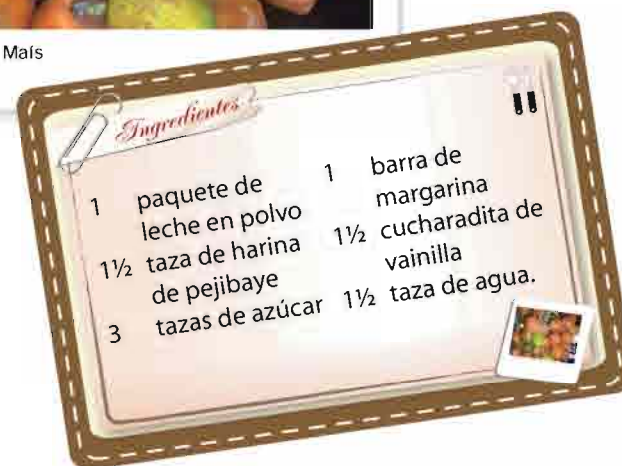 Maís
Ingredientes
1 paquete de
leche en polvo
1½ taza de harina
de pejibaye
3 tazas de azúcar
1 barra de
margarina
1½ cucharadita de
vainilla
1½ taza de agua.